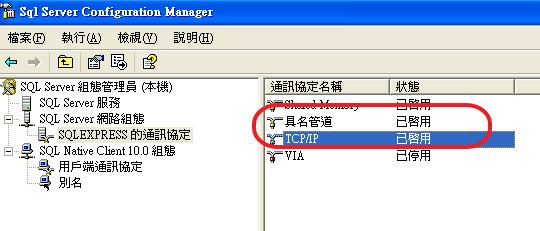 Sql Server Configuration Manager
檔案(F) 執行(A) 檢視(V) 說明(H)
SQL Server 組態管理員 (本機)
SQL Server 服務
SQL Server 網路組態
SQLEXPRESS 的通訊協定
SQL Native Client 10.0 組態
用戶端通訊協定
別名
通訊協定名稱 狀態
Shared Memory 已啓用
具名管道 已啓用
TCP/IP 已啓用
VIA 已停用